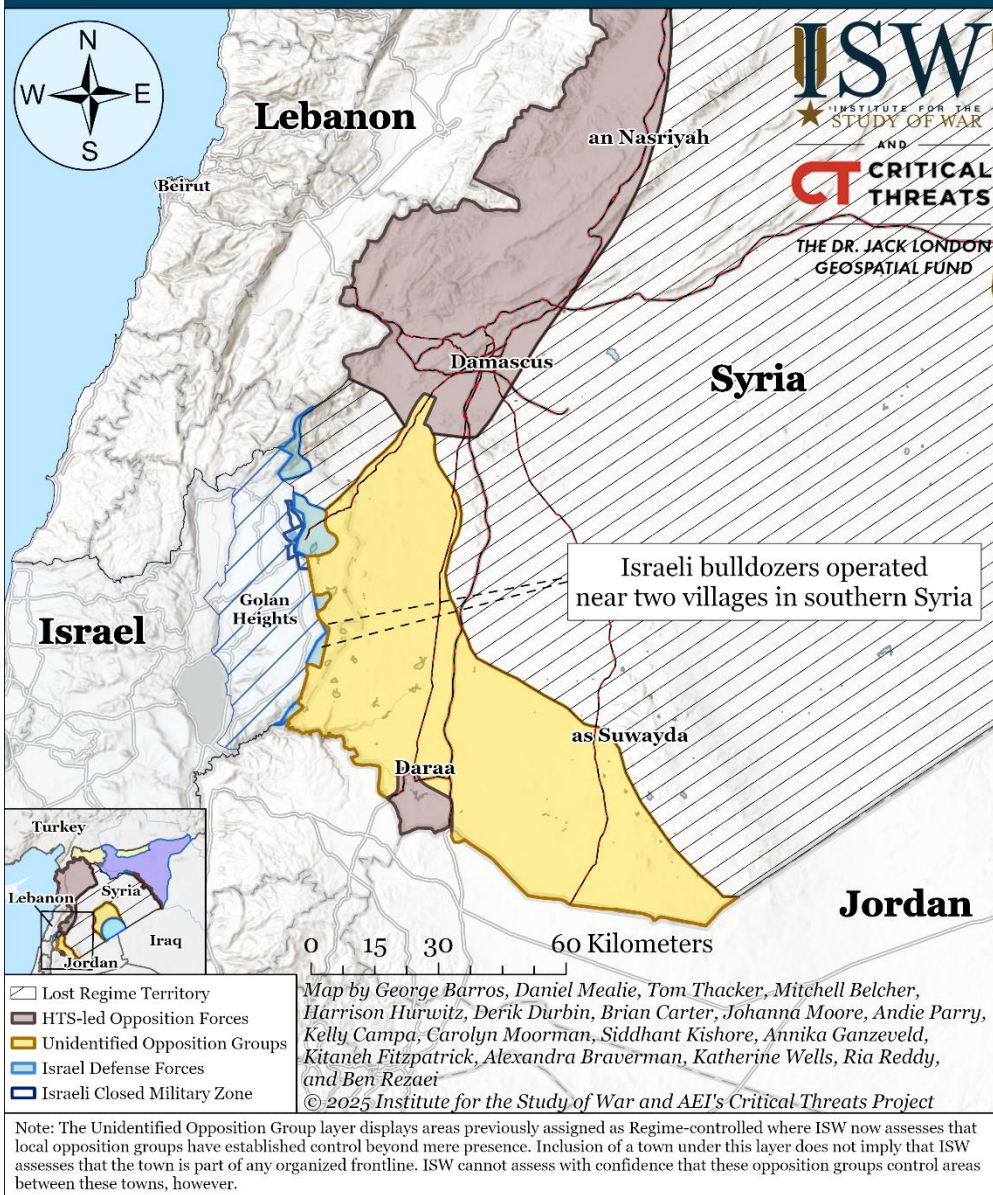 N
W E
S
Lebanon
Beirut
an Nasriyah
ISW
INSTITUTE FOR THE
STUDY OF WAR
AND
CT CRITICAL
THREATS
THE DR. JACK LONDON
GEOSPATIAL FUND
Damascus
Syria
Israeli bulldozers operated
near two villages in southern Syria
Golan
Heights
Israel
as Suwayda
Daraa
Jordan
Turkey
Lebanon
Syria
Iraq
Jordan
0 15 30 60 Kilometers
Lost Regime Territory
HTS-led Opposition Forces
Unidentified Opposition Groups
Israel Defense Forces
Israeli Closed Military Zone
Map by George Barros, Daniel Mealie, Tom Thacker, Mitchell Belcher,
Harrison Hurwitz, Derik Durbin, Brian Carter, Johanna Moore, Andie Parry,
Kelly Campa, Carolyn Moorman, Siddhant Kishore, Annika Ganzeveld,
Kitaneh Fitzpatrick, Alexandra Braverman, Katherine Wells, Ria Reddy,
and Ben Rezaei
© 2025 Institute for the Study of War and AEI's Critical Threats Project
Note: The Unidentified Opposition Group layer displays areas previously assigned as Regime-controlled where ISW now assesses that
local opposition groups have established control beyond mere presence. Inclusion of a town under this layer does not imply that ISW
assesses that the town is part of any organized frontline. ISW cannot assess with confidence that these opposition groups control areas
between these towns, however.